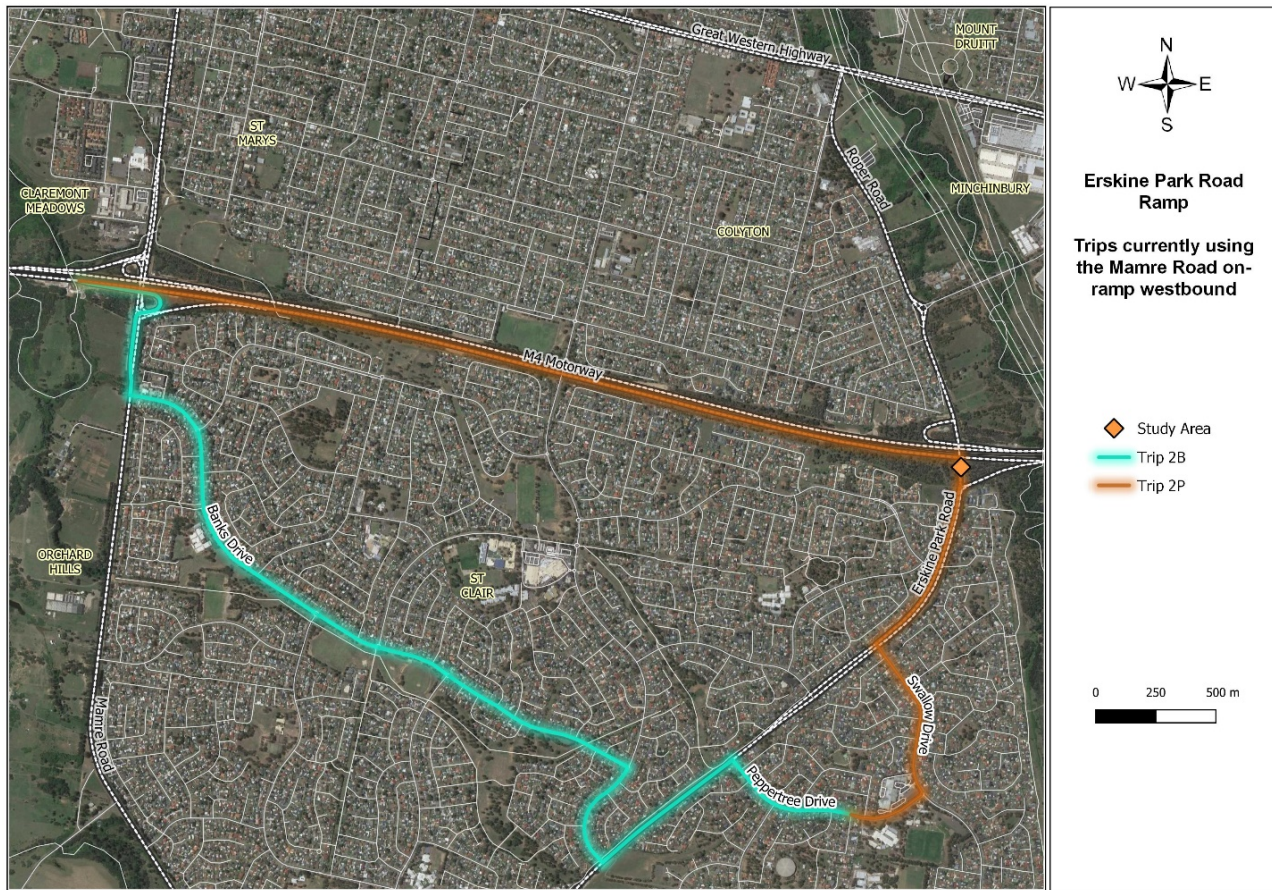 Great Western Highway
MOUNT
DRUITT
ST
MARYS
Roper Road
CLAREMONT
MEADOWS
MINCHINBURY
COLYTON
M4 Motorway
Banks Drive
Erskine Park Road
ORCHARD
HILLS
ST
CLAIR
Swallow Drive
Mamre Road
Peppertree Drive
N
W E
S
Erskine Park Road
Ramp
Trips currently using
the Mamre Road on-
ramp westbound
Study Area
Trip 2B
Trip 2P
0 250 500 m